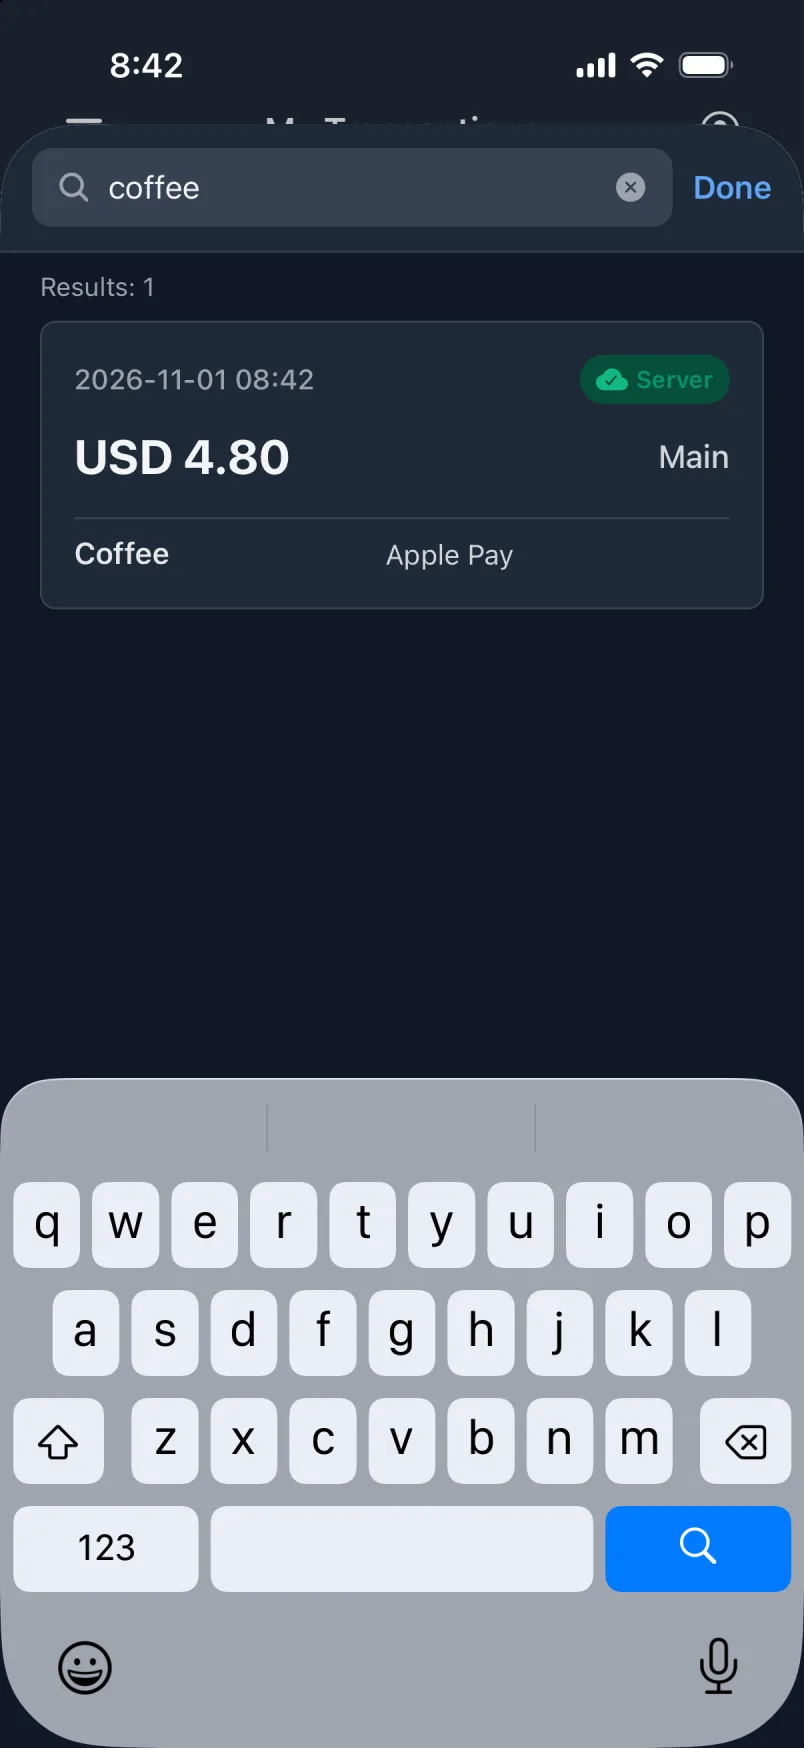 8:42
coffee
Done
Results: 1
2026-11-01 08:42
Server
USD 4.80
Main
Coffee
Apple Pay
q w e r t y u i o p
a s d f g h j k l
z x c v b n m
123